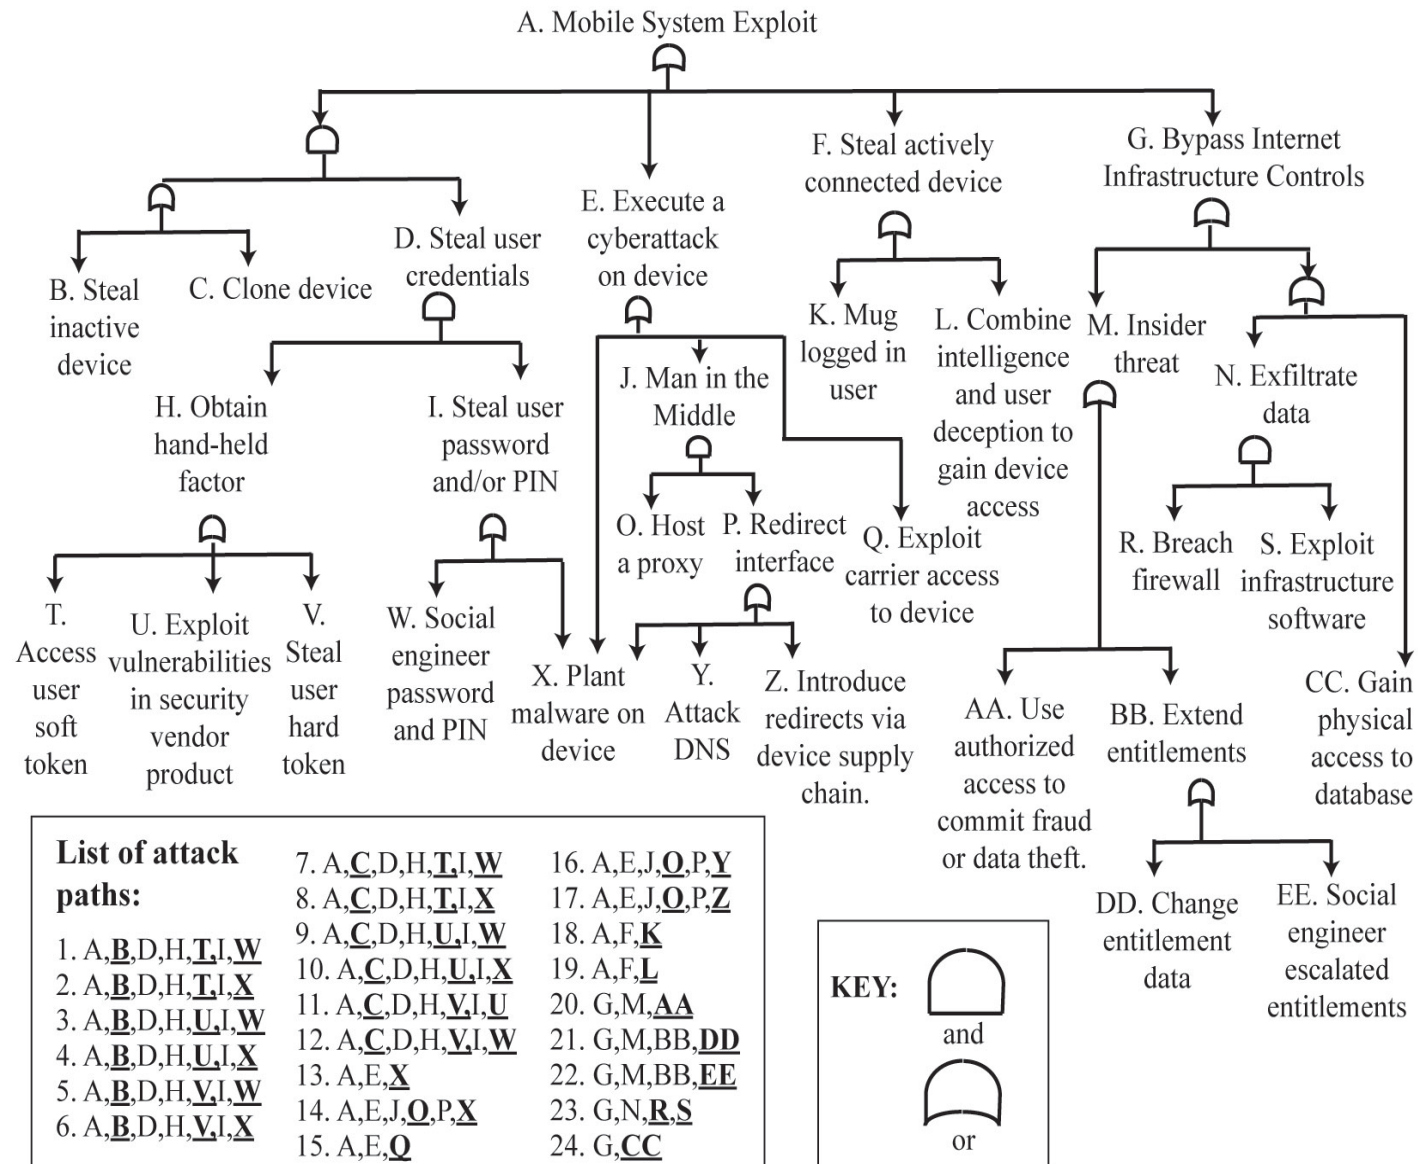 A. Mobile System Exploit
F. Steal actively
connected device
G. Bypass Internet
Infrastructure Controls
E. Execute a
cyberattack
on device
D. Steal user
credentials
B. Steal
inactive
device
C. Clone device
K. Mug
logged in
user
L. Combine
intelligence
and user
deception to
gain device
access
M. Insider
threat
N. Exfiltrate
data
J. Man in the
Middle
H. Obtain
hand-held
factor
I. Steal user
password
and/or PIN
O. Host
a proxy
P. Redirect
interface
Q. Exploit
carrier access
to device
R. Breach
firewall
S. Exploit
infrastructure
software
T.
Access
user
soft
token
U. Exploit
vulnerabilities
in security
vendor
product
V.
Steal
user
hard
token
W. Social
engineer
password
and PIN
X. Plant
malware on
device
Y.
Attack
DNS
Z. Introduce
redirects via
device supply
chain.
AA. Use
authorized
access to
commit fraud
or data theft.
BB. Extend
entitlements
CC. Gain
physical
access to
database
DD. Change
entitlement
data
EE. Social
engineer
escalated
entitlements
List of attack
paths:
1. A,B,D,H,T,I,W
2. A,B,D,H,T,I,X
3. A,B,D,H,U,I,W
4. A,B,D,H,U,I,X
5. A,B,D,H,V,I,W
6. A,B,D,H,V,I,X
7. A,C,D,H,T,I,W
8. A,C,D,H,T,I,X
9. A,C,D,H,U,I,W
10. A,C,D,H,U,I,X
11. A,C,D,H,V,I,U
12. A,C,D,H,V,I,W
13. A,E,X
14. A,E,J,O,P,X
15. A,E,Q
16. A,E,J,O,P,Y
17. A,E,J,O,P,Z
18. A,F,K
19. A,F,L
20. G,M,AA
21. G,M,BB,DD
22. G,M,BB,EE
23. G,N,R,S
24. G,CC
KEY:
and
or